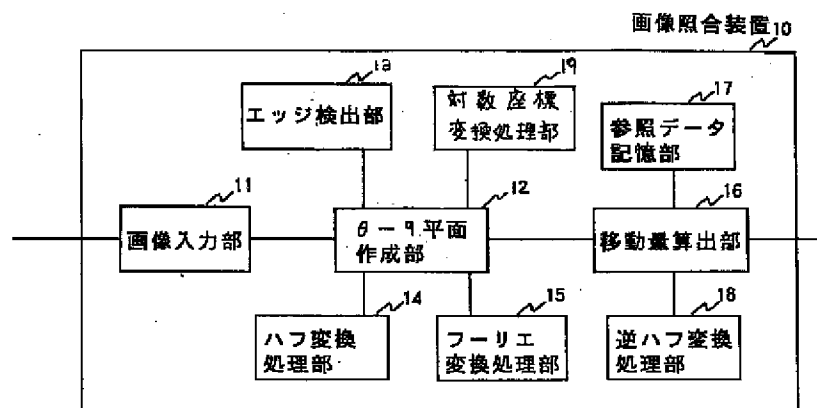 画像照合装置 10
13
エッジ検出部
19
対数座標
変換処理部
17
参照データ
記憶部
11
画像入力部
12
θ-q平面
作成部
16
移動量算出部
14
ハフ変換
処理部
15
フーリエ
変換処理部
18
逆ハフ変換
処理部